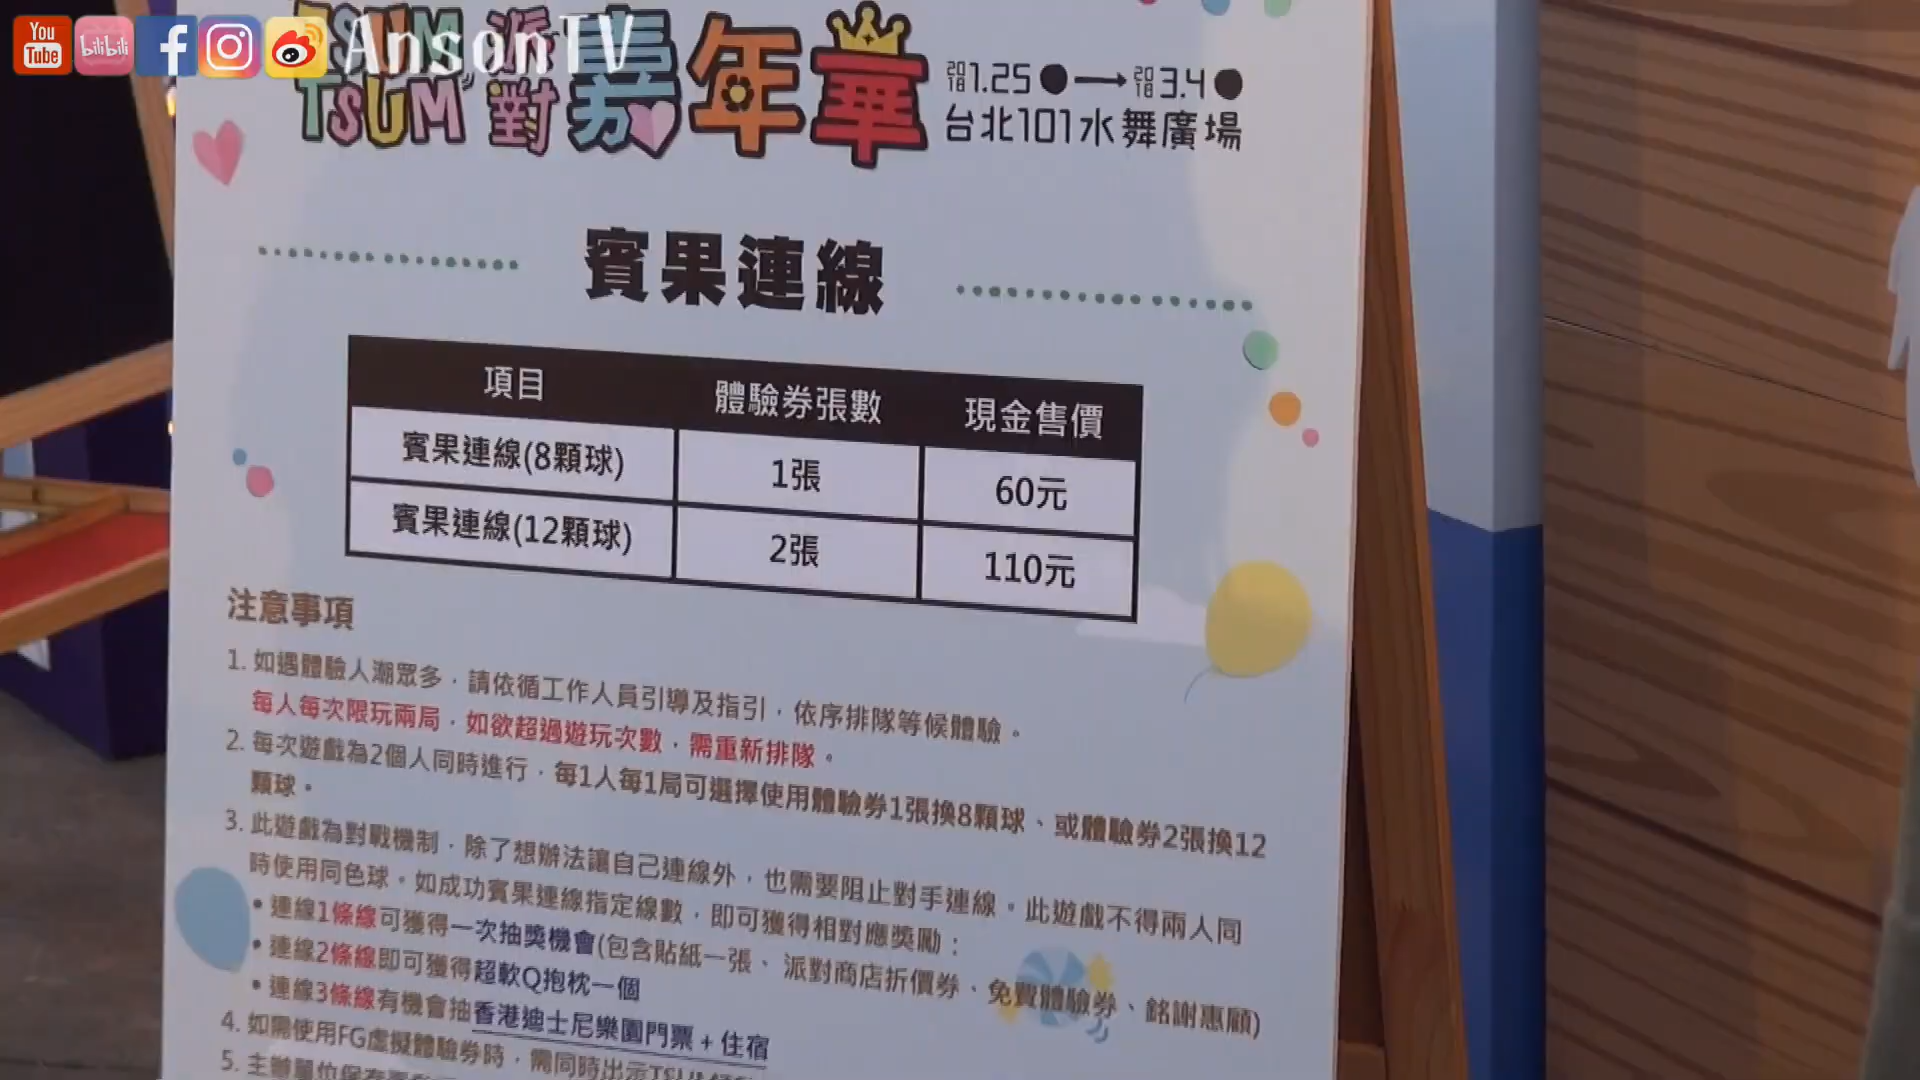 You
Tube
bilibili
AnsonTV
TSUM 派 嘉年華
TSUM 對
2018 1.25 → 2018 3.4
台北101水舞廣場
賓果連線
項目 體驗券張數 現金售價
賓果連線(8顆球) 1張 60元
賓果連線(12顆球) 2張 110元
注意事項
1. 如遇體驗人潮眾多,請依循工作人員引導及指引,依序排隊等候體驗。
每人每次限玩兩局,如欲超過遊玩次數,需重新排隊。
2. 每次遊戲為2個人同時進行,每1人每1局可選擇使用體驗券1張換8顆球、或體驗券2張換12
顆球。
3. 此遊戲為對戰機制,除了想辦法讓自己連線外,也需要阻止對手連線。此遊戲不得兩人同
時使用同色球。如成功賓果連線指定線數,即可獲得相對應獎勵:
• 連線1條線可獲得一次抽獎機會(包含貼紙一張、派對商店折價券、免費體驗券、銘謝惠顧)
• 連線2條線即可獲得超軟Q抱枕一個
• 連線3條線有機會抽香港迪士尼樂園門票+住宿
4. 如需使用FG虛擬體驗券時,需同時出示TSUM
5. 主辦單位保存